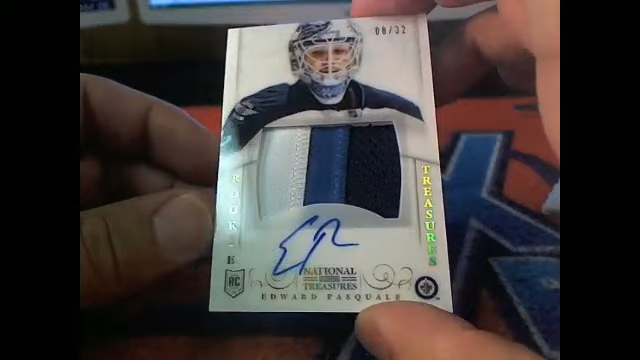 08/32
ROOKIE
TREASURES
NATIONAL
TREASURES
EDWARD PASQUALE
RC